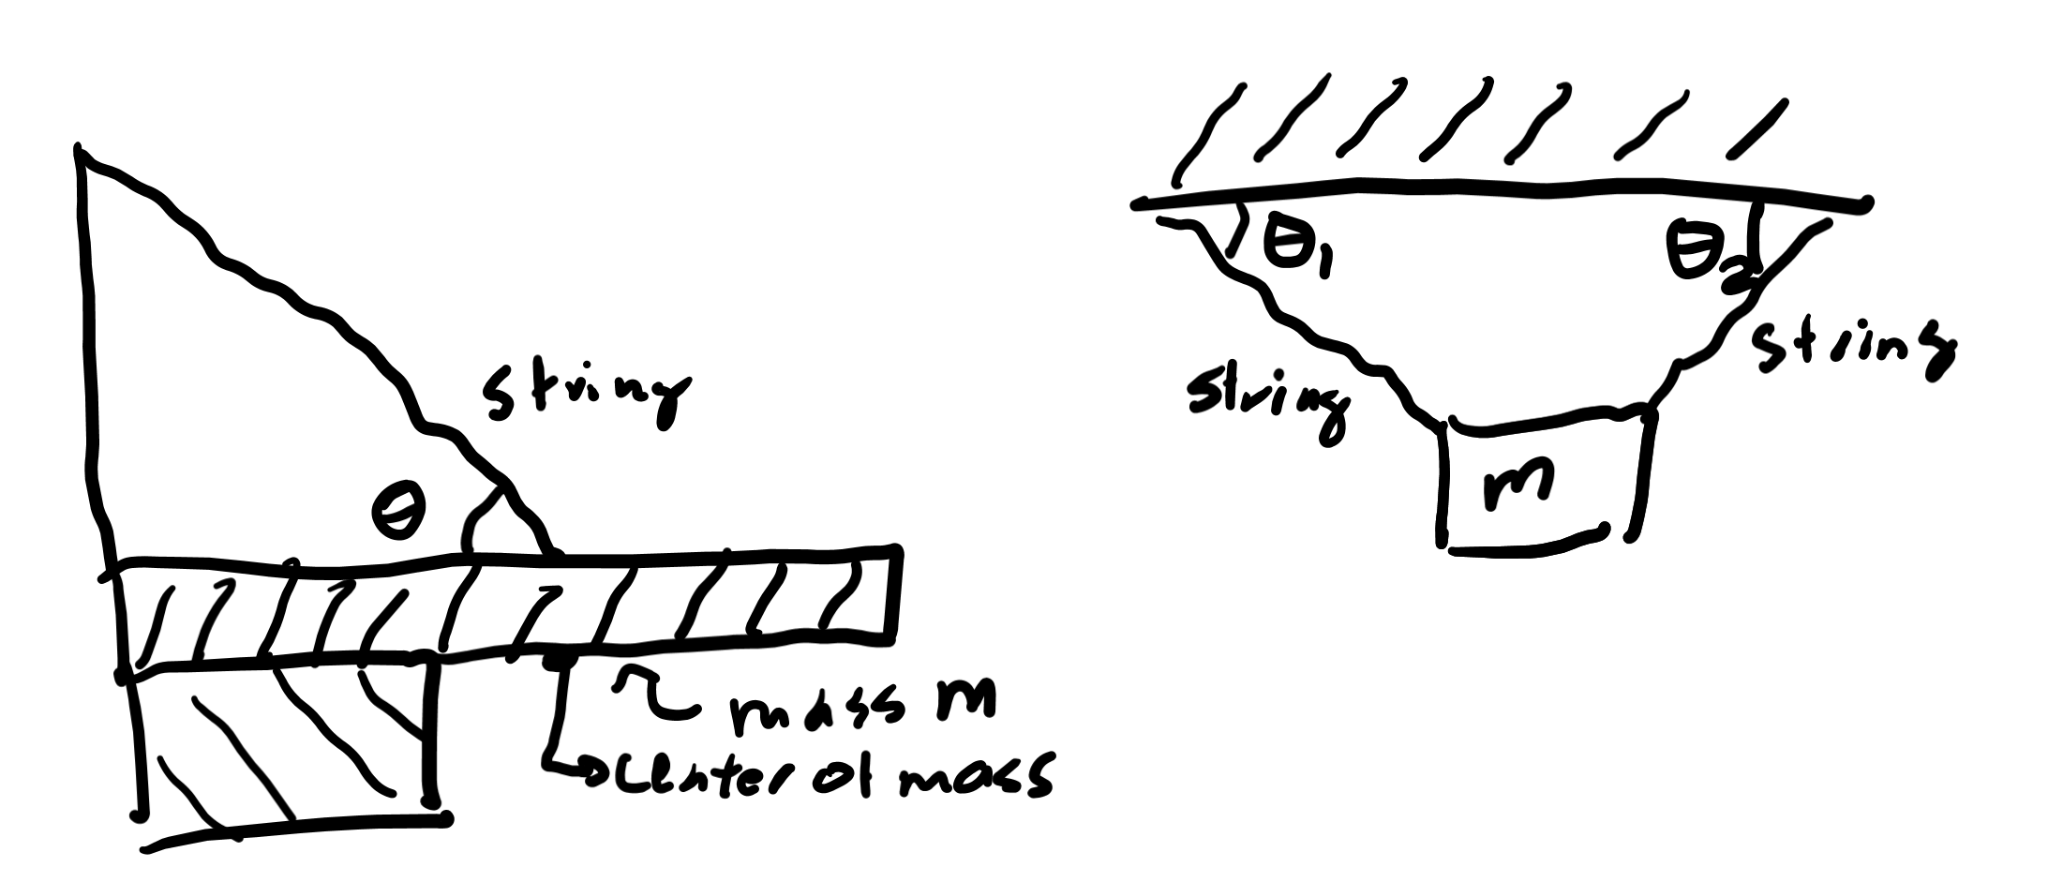 string
θ
mass m
center of mass
θ₁
θ₂
string
string
m